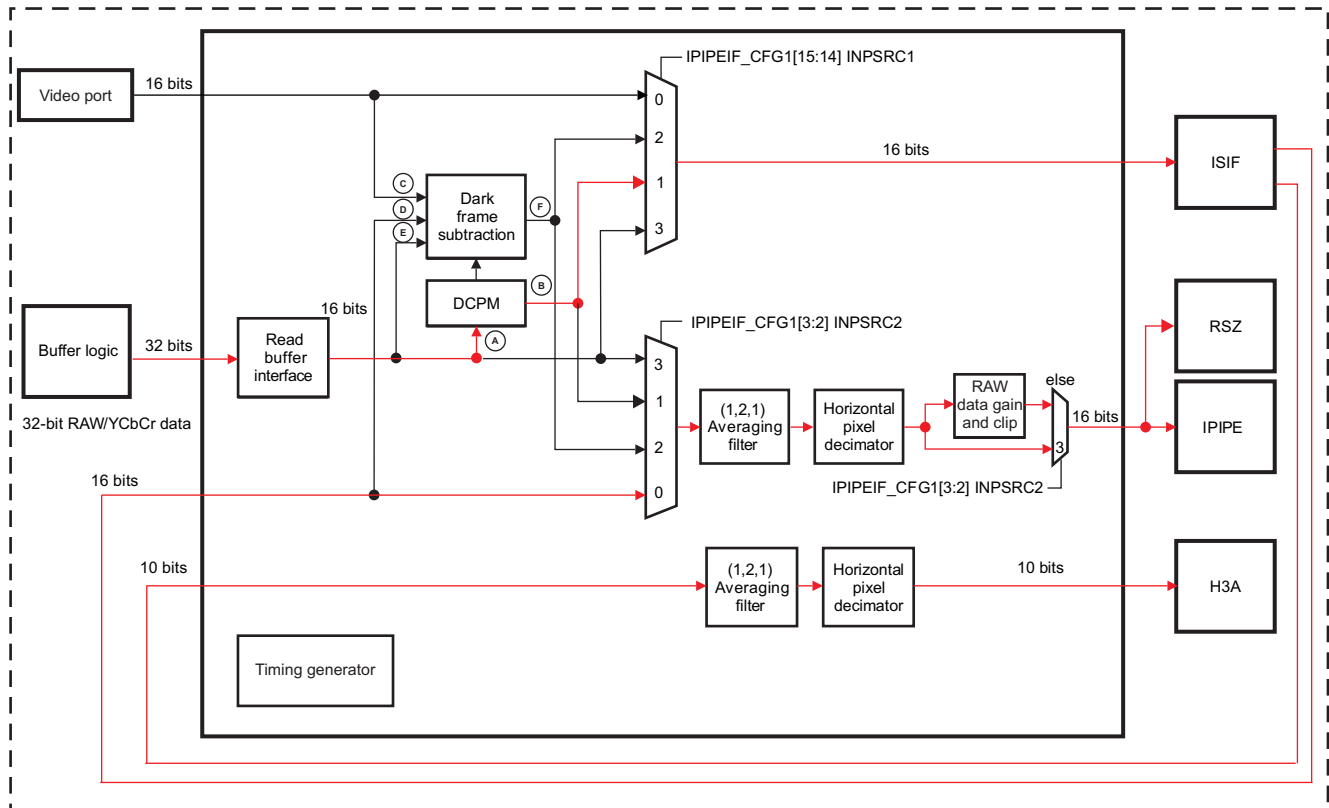 IPIPEIF_CFG1[15:14] INPSRC1
Video port
16 bits
0
2
1
3
16 bits
ISIF
C
D
E
Dark
frame
subtraction
F
DCPM
B
A
Buffer logic
32 bits
32-bit RAW/YCbCr data
Read
buffer
interface
16 bits
IPIPEIF_CFG1[3:2] INPSRC2
3
1
2
0
(1,2,1)
Averaging
filter
Horizontal
pixel
decimator
RAW
data gain
and clip
else
3
16 bits
IPIPEIF_CFG1[3:2] INPSRC2
RSZ
IPIPE
16 bits
10 bits
(1,2,1)
Averaging
filter
Horizontal
pixel
decimator
10 bits
H3A
Timing generator